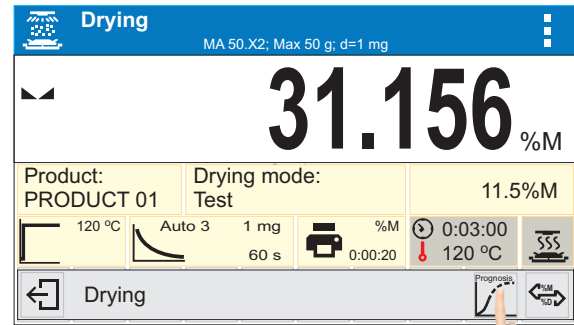 Drying
MA 50.X2; Max 50 g; d=1 mg
31.156 %M
Product:
PRODUCT 01
Drying mode:
Test
11.5%M
120 ºC
Auto 3 1 mg
60 s
%M
0:00:20
0:03:00
120 ºC
Drying
Prognosis
%M
%D